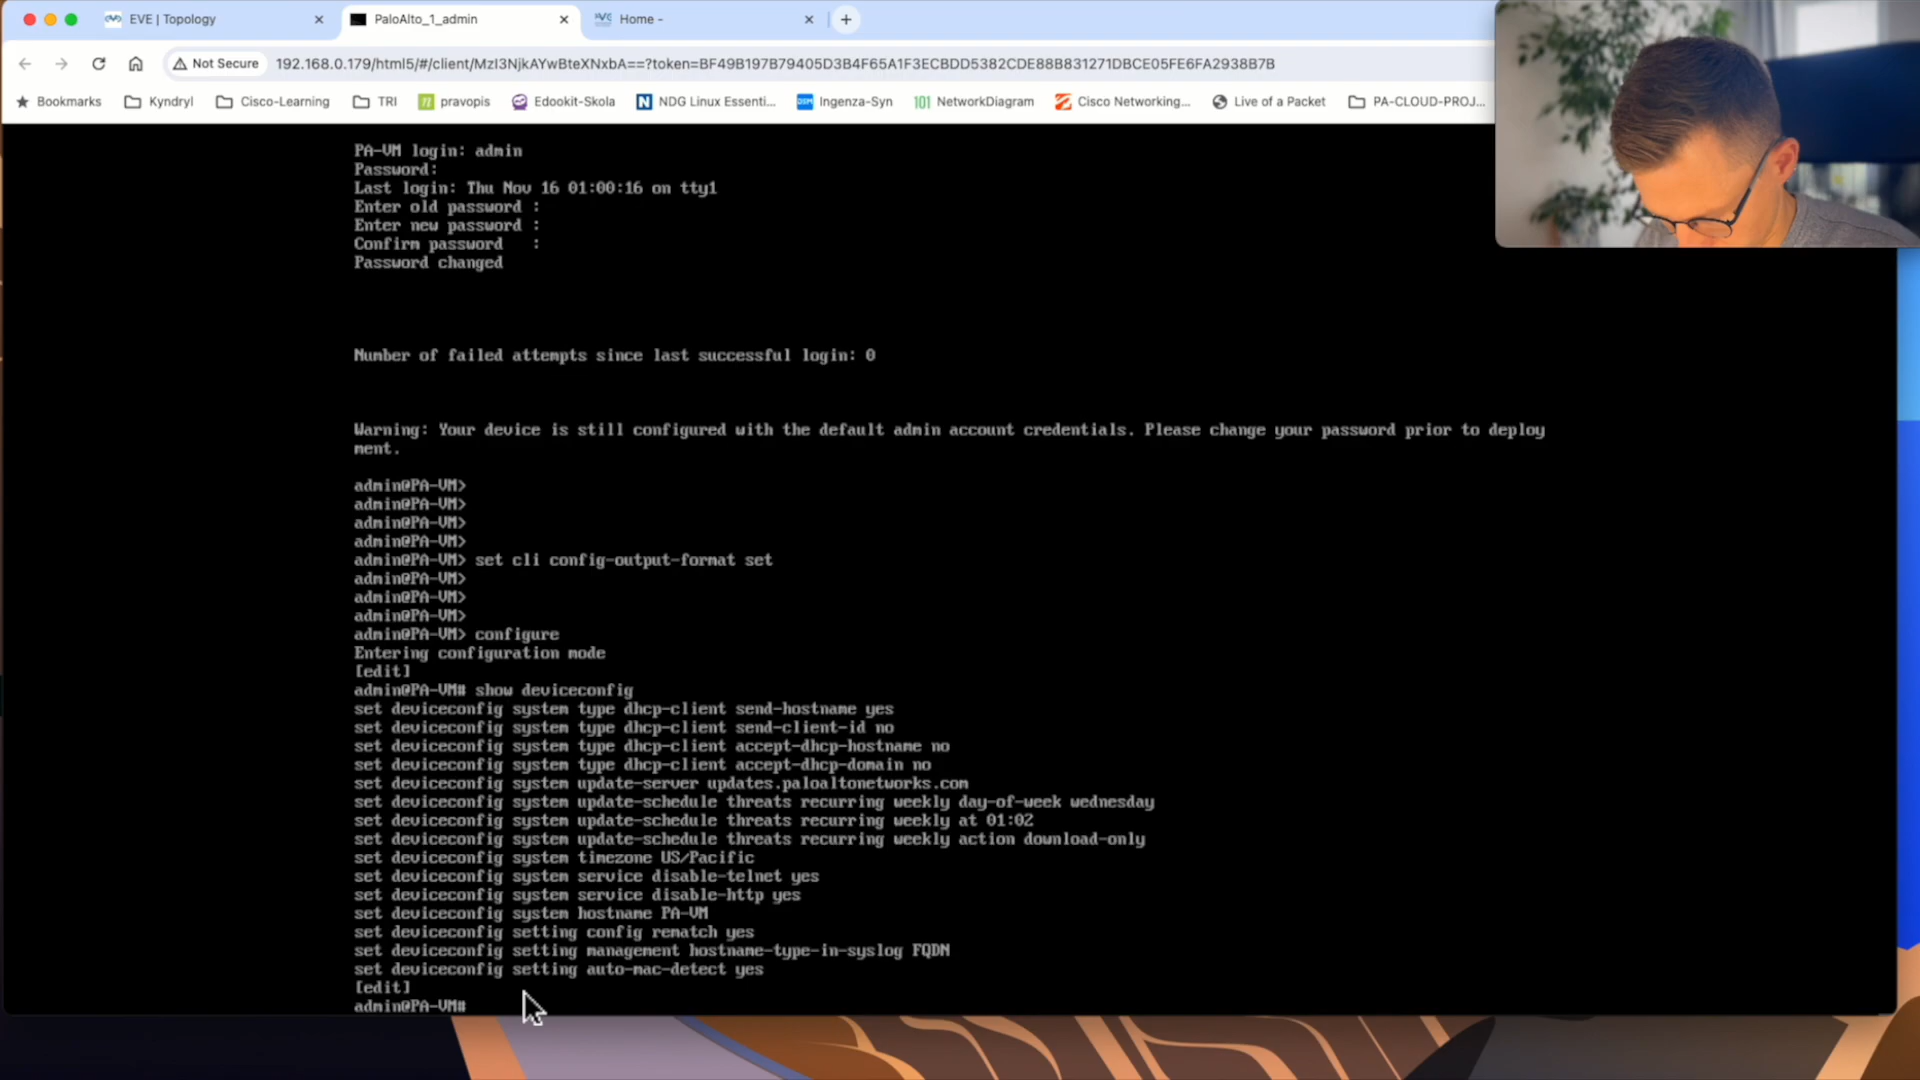 EVE | Topology
PaloAlto_1_admin
Home -
Not Secure
192.168.0.179/html5/#/client/MzI3NjkAYwBteXNxbA==?token=BF49B197B79405D3B4F65A1F3ECBDD5382CDE88B831271DBCE05FE6FA2938B7B
Bookmarks
Kyndryl
Cisco-Learning
TRI
pravopis
Edookit-Skola
NDG Linux Essenti...
Ingenza-Syn
101 NetworkDiagram
Cisco Networking...
Live of a Packet
PA-CLOUD-PROJ...
PA-VM login: admin
Password:
Last login: Thu Nov 16 01:00:16 on tty1
Enter old password :
Enter new password :
Confirm password   :
Password changed
Number of failed attempts since last successful login: 0
Warning: Your device is still configured with the default admin account credentials. Please change your password prior to deploy
ment.
admin@PA-VM>
admin@PA-VM>
admin@PA-VM>
admin@PA-VM>
admin@PA-VM> set cli config-output-format set
admin@PA-VM>
admin@PA-VM>
admin@PA-VM>
admin@PA-VM> configure
Entering configuration mode
[edit]
admin@PA-VM# show deviceconfig
set deviceconfig system type dhcp-client send-hostname yes
set deviceconfig system type dhcp-client send-client-id no
set deviceconfig system type dhcp-client accept-dhcp-hostname no
set deviceconfig system type dhcp-client accept-dhcp-domain no
set deviceconfig system update-server updates.paloaltonetworks.com
set deviceconfig system update-schedule threats recurring weekly day-of-week wednesday
set deviceconfig system update-schedule threats recurring weekly at 01:02
set deviceconfig system update-schedule threats recurring weekly action download-only
set deviceconfig system timezone US/Pacific
set deviceconfig system service disable-telnet yes
set deviceconfig system service disable-http yes
set deviceconfig system hostname PA-VM
set deviceconfig setting config rematch yes
set deviceconfig setting management hostname-type-in-syslog FQDN
set deviceconfig setting auto-mac-detect yes
[edit]
admin@PA-VM#